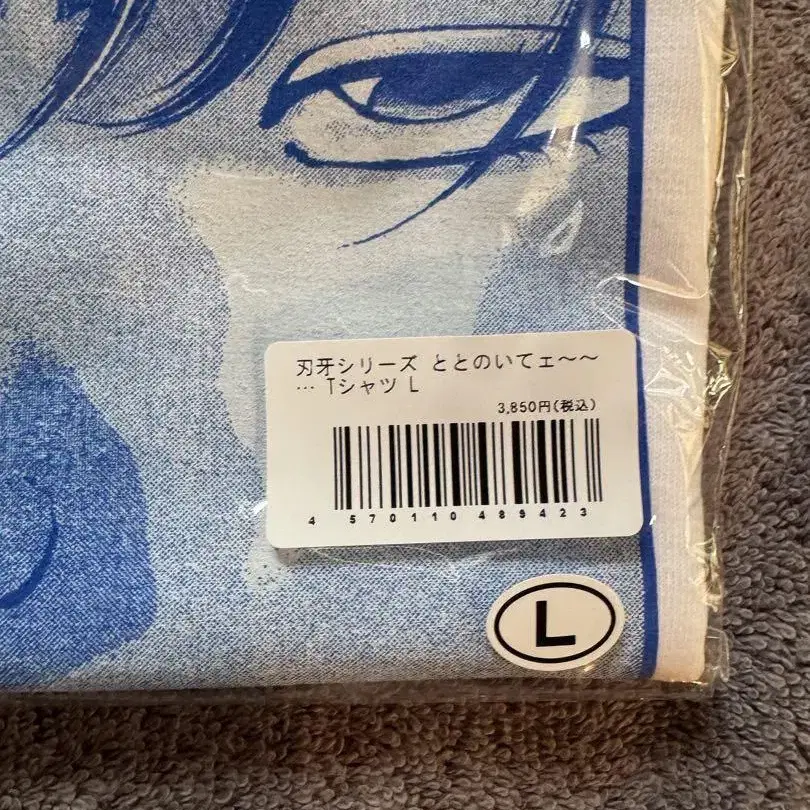 刃牙シリーズ ととのいてェ〜〜
… Tシャツ L
3,850円(税込)
4 570110 489423
L